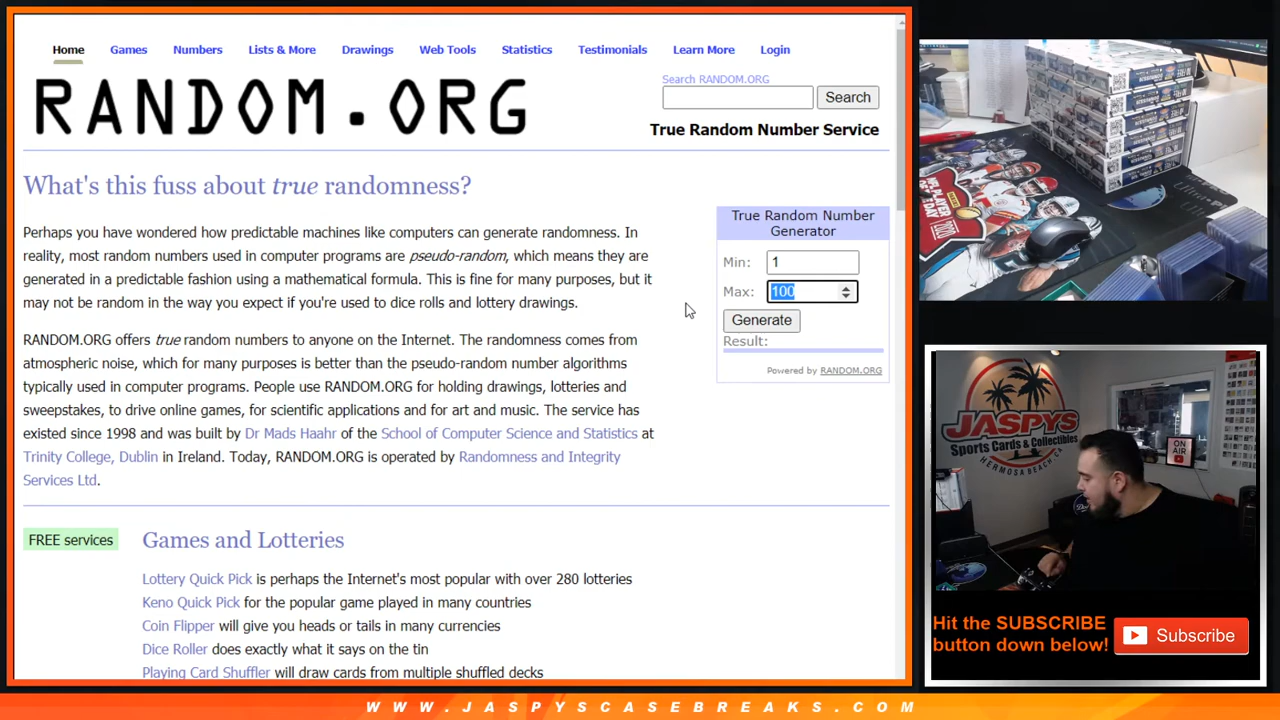 Home Games Numbers Lists & More Drawings Web Tools Statistics Testimonials Learn More Login
RANDOM.ORG
Search RANDOM.ORG
Search
True Random Number Service
What's this fuss about true randomness?
Perhaps you have wondered how predictable machines like computers can generate randomness. In
reality, most random numbers used in computer programs are pseudo-random, which means they are
generated in a predictable fashion using a mathematical formula. This is fine for many purposes, but it
may not be random in the way you expect if you're used to dice rolls and lottery drawings.
RANDOM.ORG offers true random numbers to anyone on the Internet. The randomness comes from
atmospheric noise, which for many purposes is better than the pseudo-random number algorithms
typically used in computer programs. People use RANDOM.ORG for holding drawings, lotteries and
sweepstakes, to drive online games, for scientific applications and for art and music. The service has
existed since 1998 and was built by Dr Mads Haahr of the School of Computer Science and Statistics at
Trinity College, Dublin in Ireland. Today, RANDOM.ORG is operated by Randomness and Integrity
Services Ltd.
True Random Number
Generator
Min: 1
Max: 100
Generate
Result:
Powered by RANDOM.ORG
FREE services
Games and Lotteries
Lottery Quick Pick is perhaps the Internet's most popular with over 280 lotteries
Keno Quick Pick for the popular game played in many countries
Coin Flipper will give you heads or tails in many currencies
Dice Roller does exactly what it says on the tin
Playing Card Shuffler will draw cards from multiple shuffled decks
NFL PLAYER
OF THE DAY
2020
JASPYS
Sports Cards & Collectibles
HERMOSA BEACH, CA
ON
AIR
Hit the SUBSCRIBE
button down below!
Subscribe
WWW.JASPYSCASEBREAKS.COM